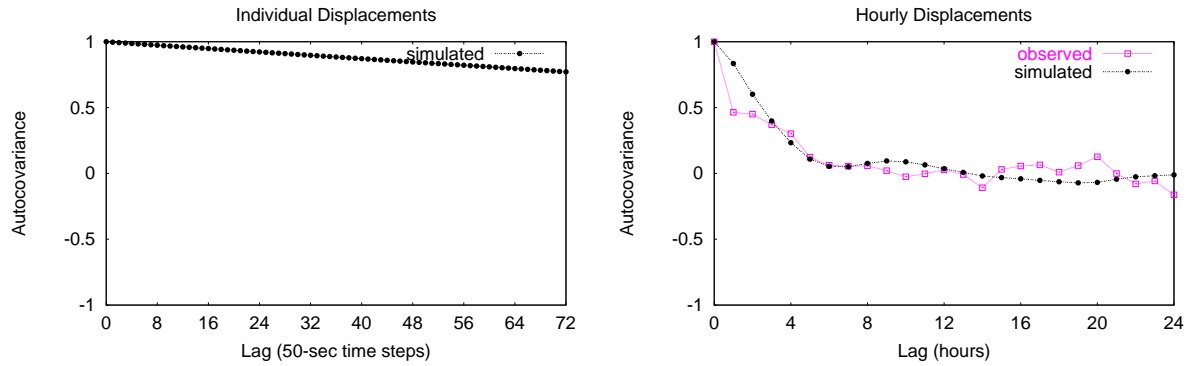 Individual Displacements
simulated
1
0.5
0
-0.5
-1
Autocovariance
0 8 16 24 32 40 48 56 64 72
Lag (50-sec time steps)
Hourly Displacements
observed
simulated
1
0.5
0
-0.5
-1
Autocovariance
0 4 8 12 16 20 24
Lag (hours)